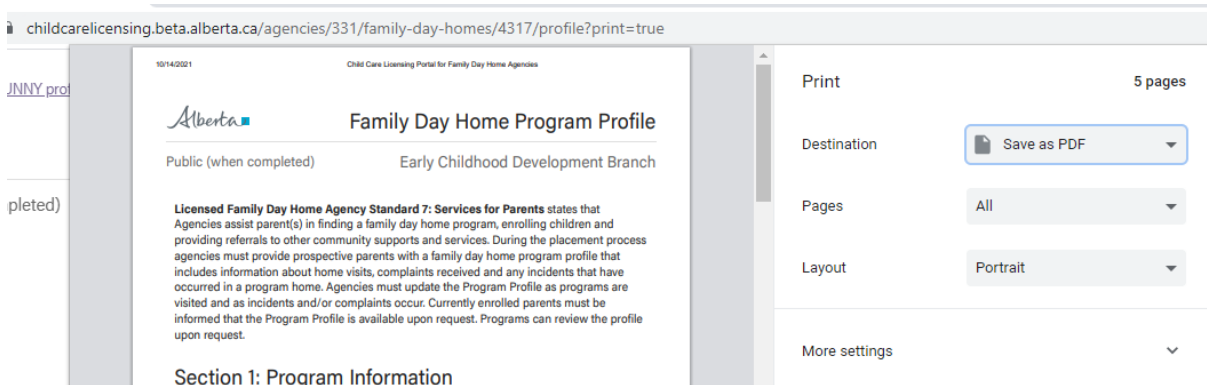 childcarelicensing.beta.alberta.ca/agencies/331/family-day-homes/4317/profile?print=true
10/14/2021 Child Care Licensing Portal for Family Day Home Agencies
Alberta
Family Day Home Program Profile
Public (when completed) Early Childhood Development Branch
Licensed Family Day Home Agency Standard 7: Services for Parents states that
Agencies assist parent(s) in finding a family day home program, enrolling children and
providing referrals to other community supports and services. During the placement process
agencies must provide prospective parents with a family day home program profile that
includes information about home visits, complaints received and any incidents that have
occurred in a program home. Agencies must update the Program Profile as programs are
visited and as incidents and/or complaints occur. Currently enrolled parents must be
informed that the Program Profile is available upon request. Programs can review the profile
upon request.
Section 1: Program Information
Print 5 pages
Destination Save as PDF
Pages All
Layout Portrait
More settings